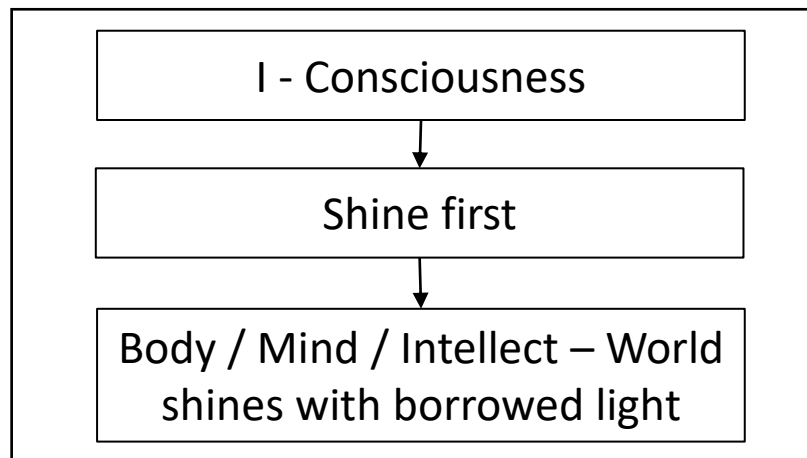 I - Consciousness
Shine first
Body / Mind / Intellect – World
shines with borrowed light